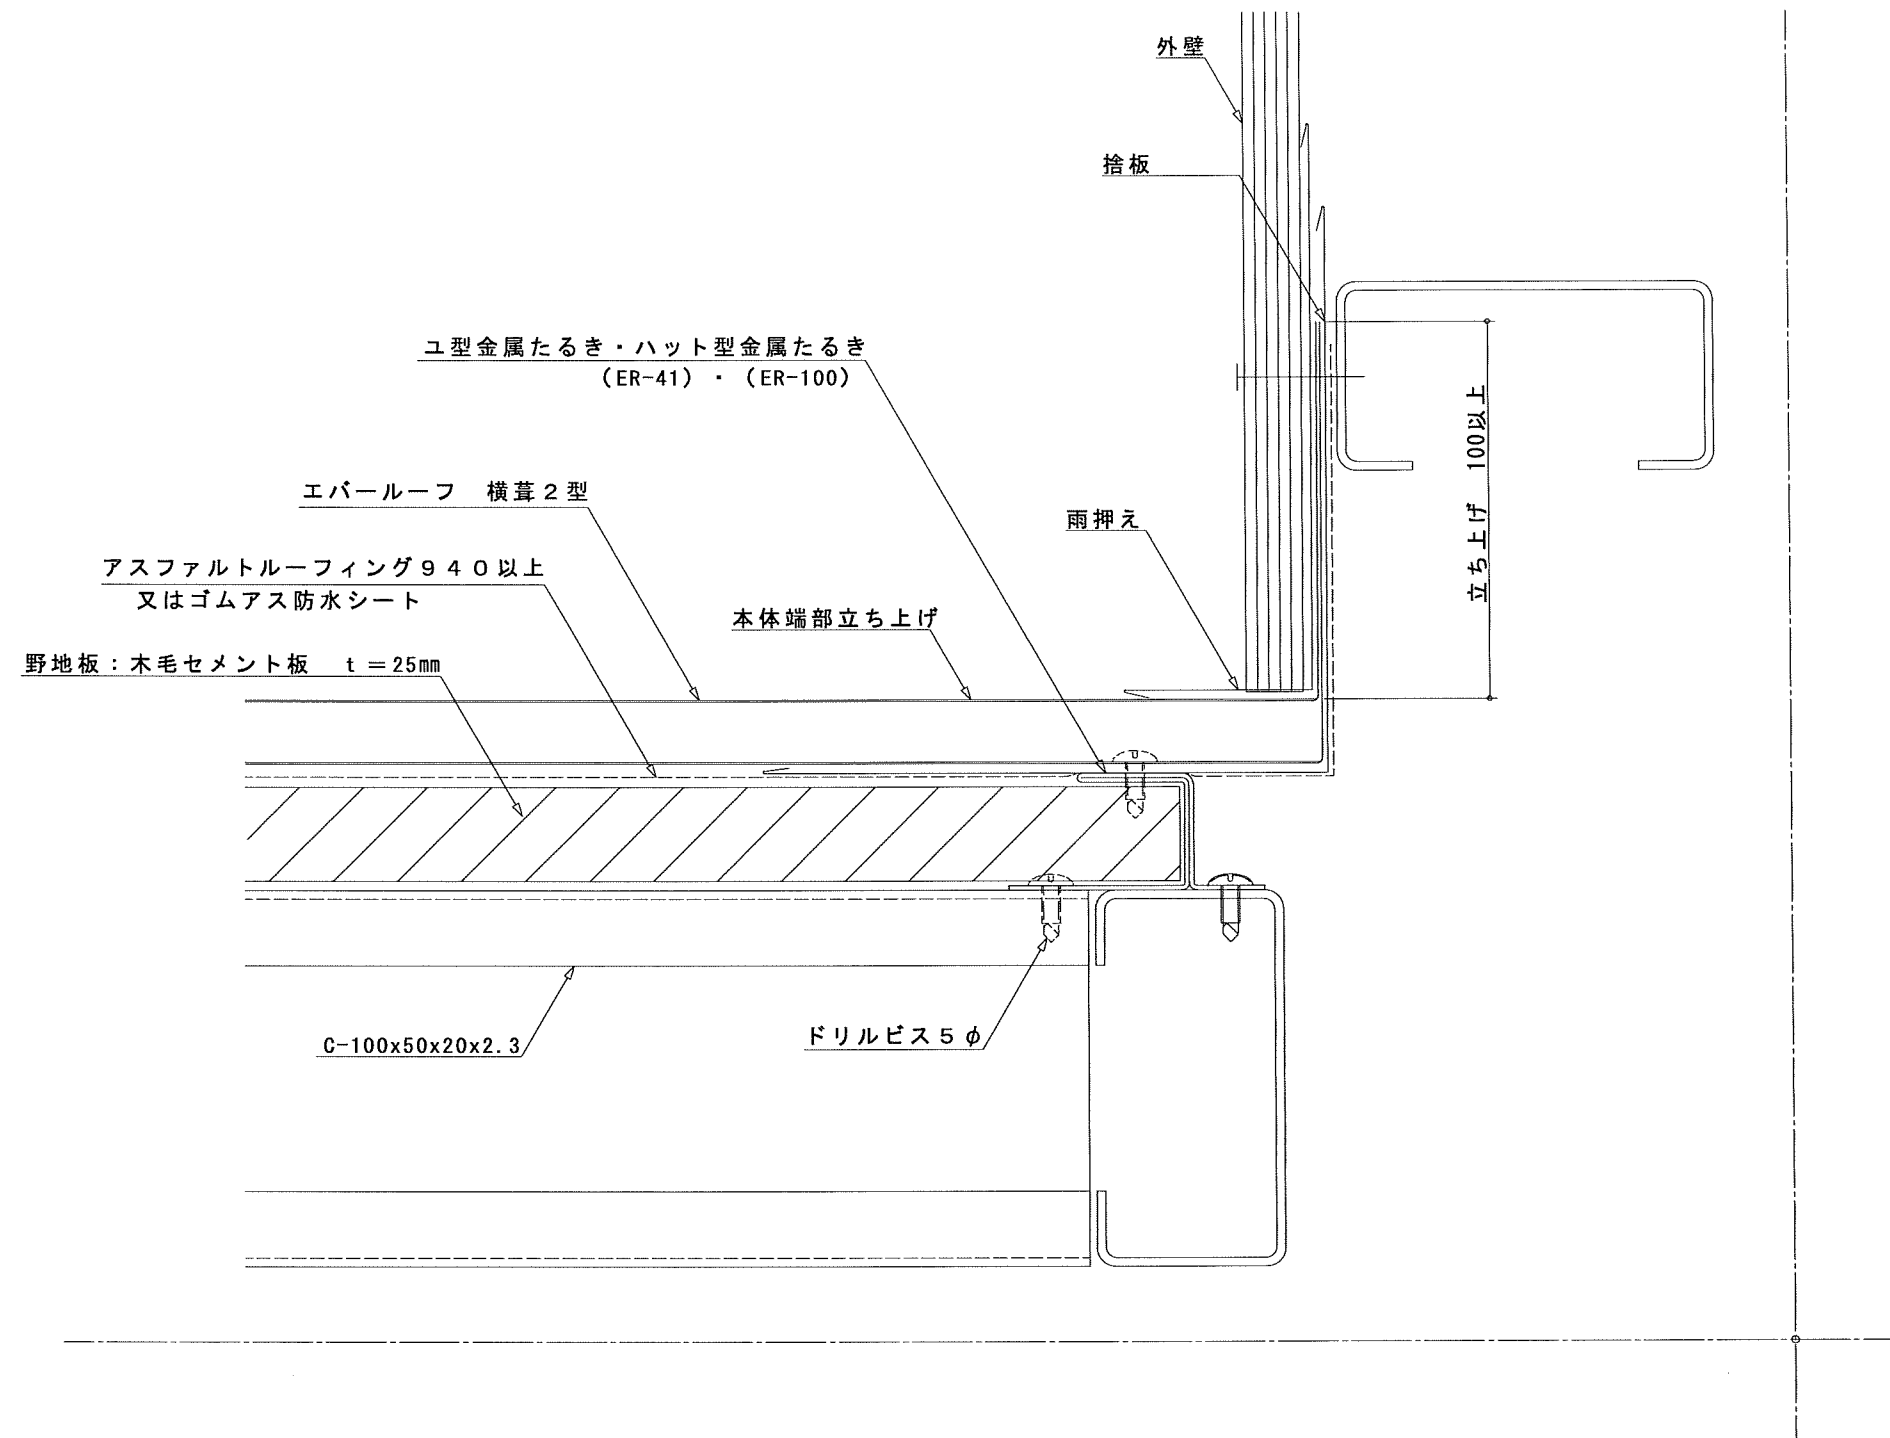 外壁
捨板
ユ型金属たるき・ハット型金属たるき
(ER-41)・(ER-100)
立ち上げ 100以上
エバールーフ 横葺2型
雨押え
アスファルトルーフィング940以上
又はゴムアス防水シート
本体端部立ち上げ
野地板:木毛セメント板 t=25mm
C-100x50x20x2.3
ドリルビス5φ